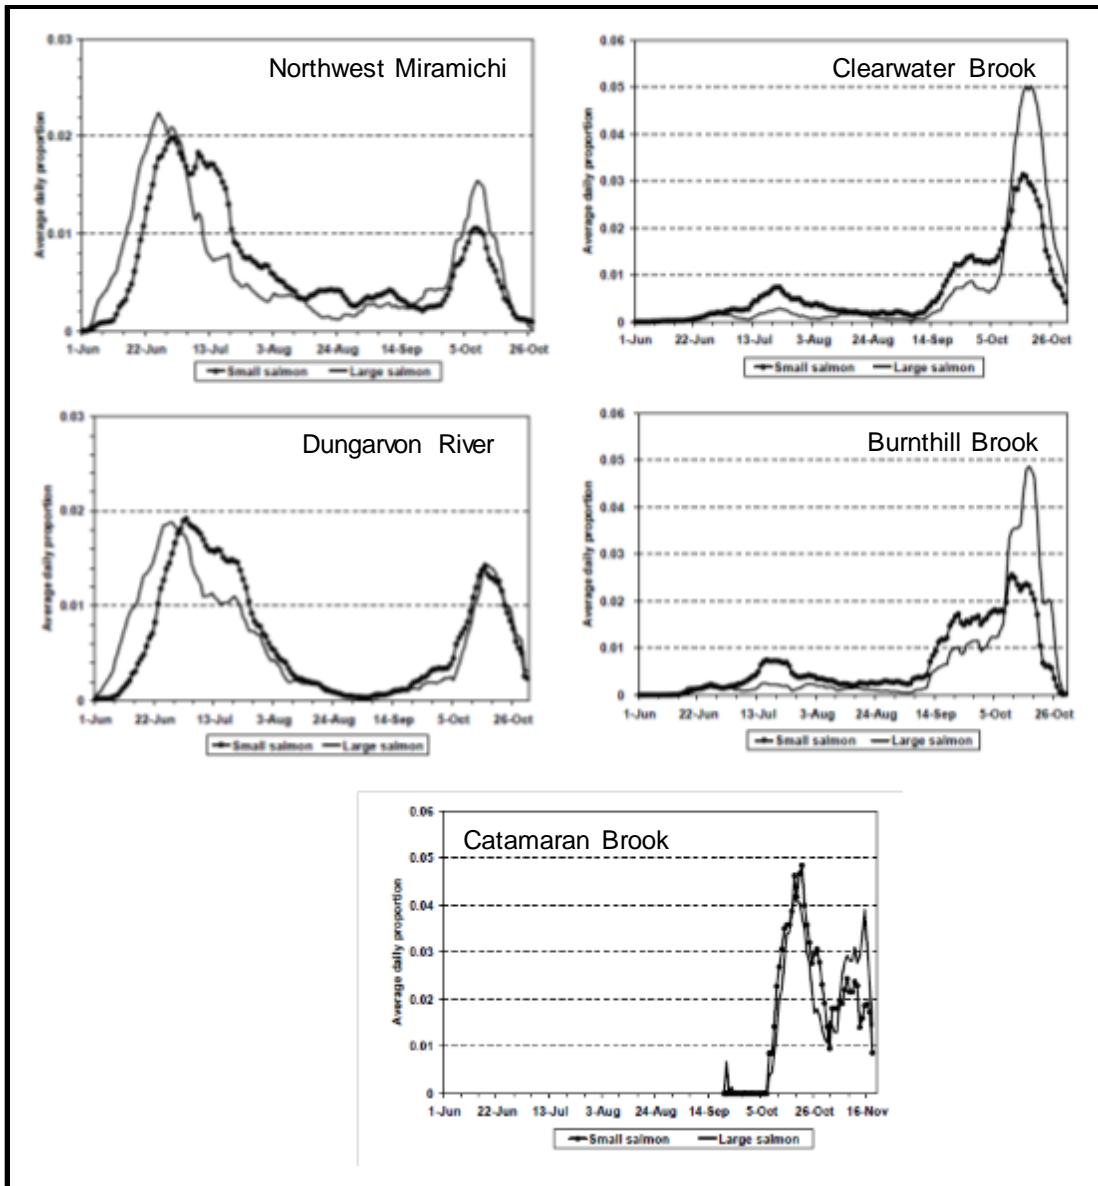 Northwest Miramichi
Average daily proportion
0.03
0.02
0.01
0
1-Jun 22-Jun 13-Jul 3-Aug 24-Aug 14-Sep 5-Oct 26-Oct
Small salmon Large salmon
Clearwater Brook
Average daily proportion
0.06
0.05
0.04
0.03
0.02
0.01
0
1-Jun 22-Jun 13-Jul 3-Aug 24-Aug 14-Sep 5-Oct 26-Oct
Small salmon Large salmon
Dungarvon River
Average daily proportion
0.03
0.02
0.01
0
1-Jun 22-Jun 13-Jul 3-Aug 24-Aug 14-Sep 5-Oct 26-Oct
Small salmon Large salmon
Burnthill Brook
Average daily proportion
0.06
0.05
0.04
0.03
0.02
0.01
0
1-Jun 22-Jun 13-Jul 3-Aug 24-Aug 14-Sep 5-Oct 26-Oct
Small salmon Large salmon
Catamaran Brook
Average daily proportion
0.06
0.05
0.04
0.03
0.02
0.01
0
1-Jun 22-Jun 13-Jul 3-Aug 24-Aug 14-Sep 5-Oct 26-Oct 16-Nov
Small salmon Large salmon